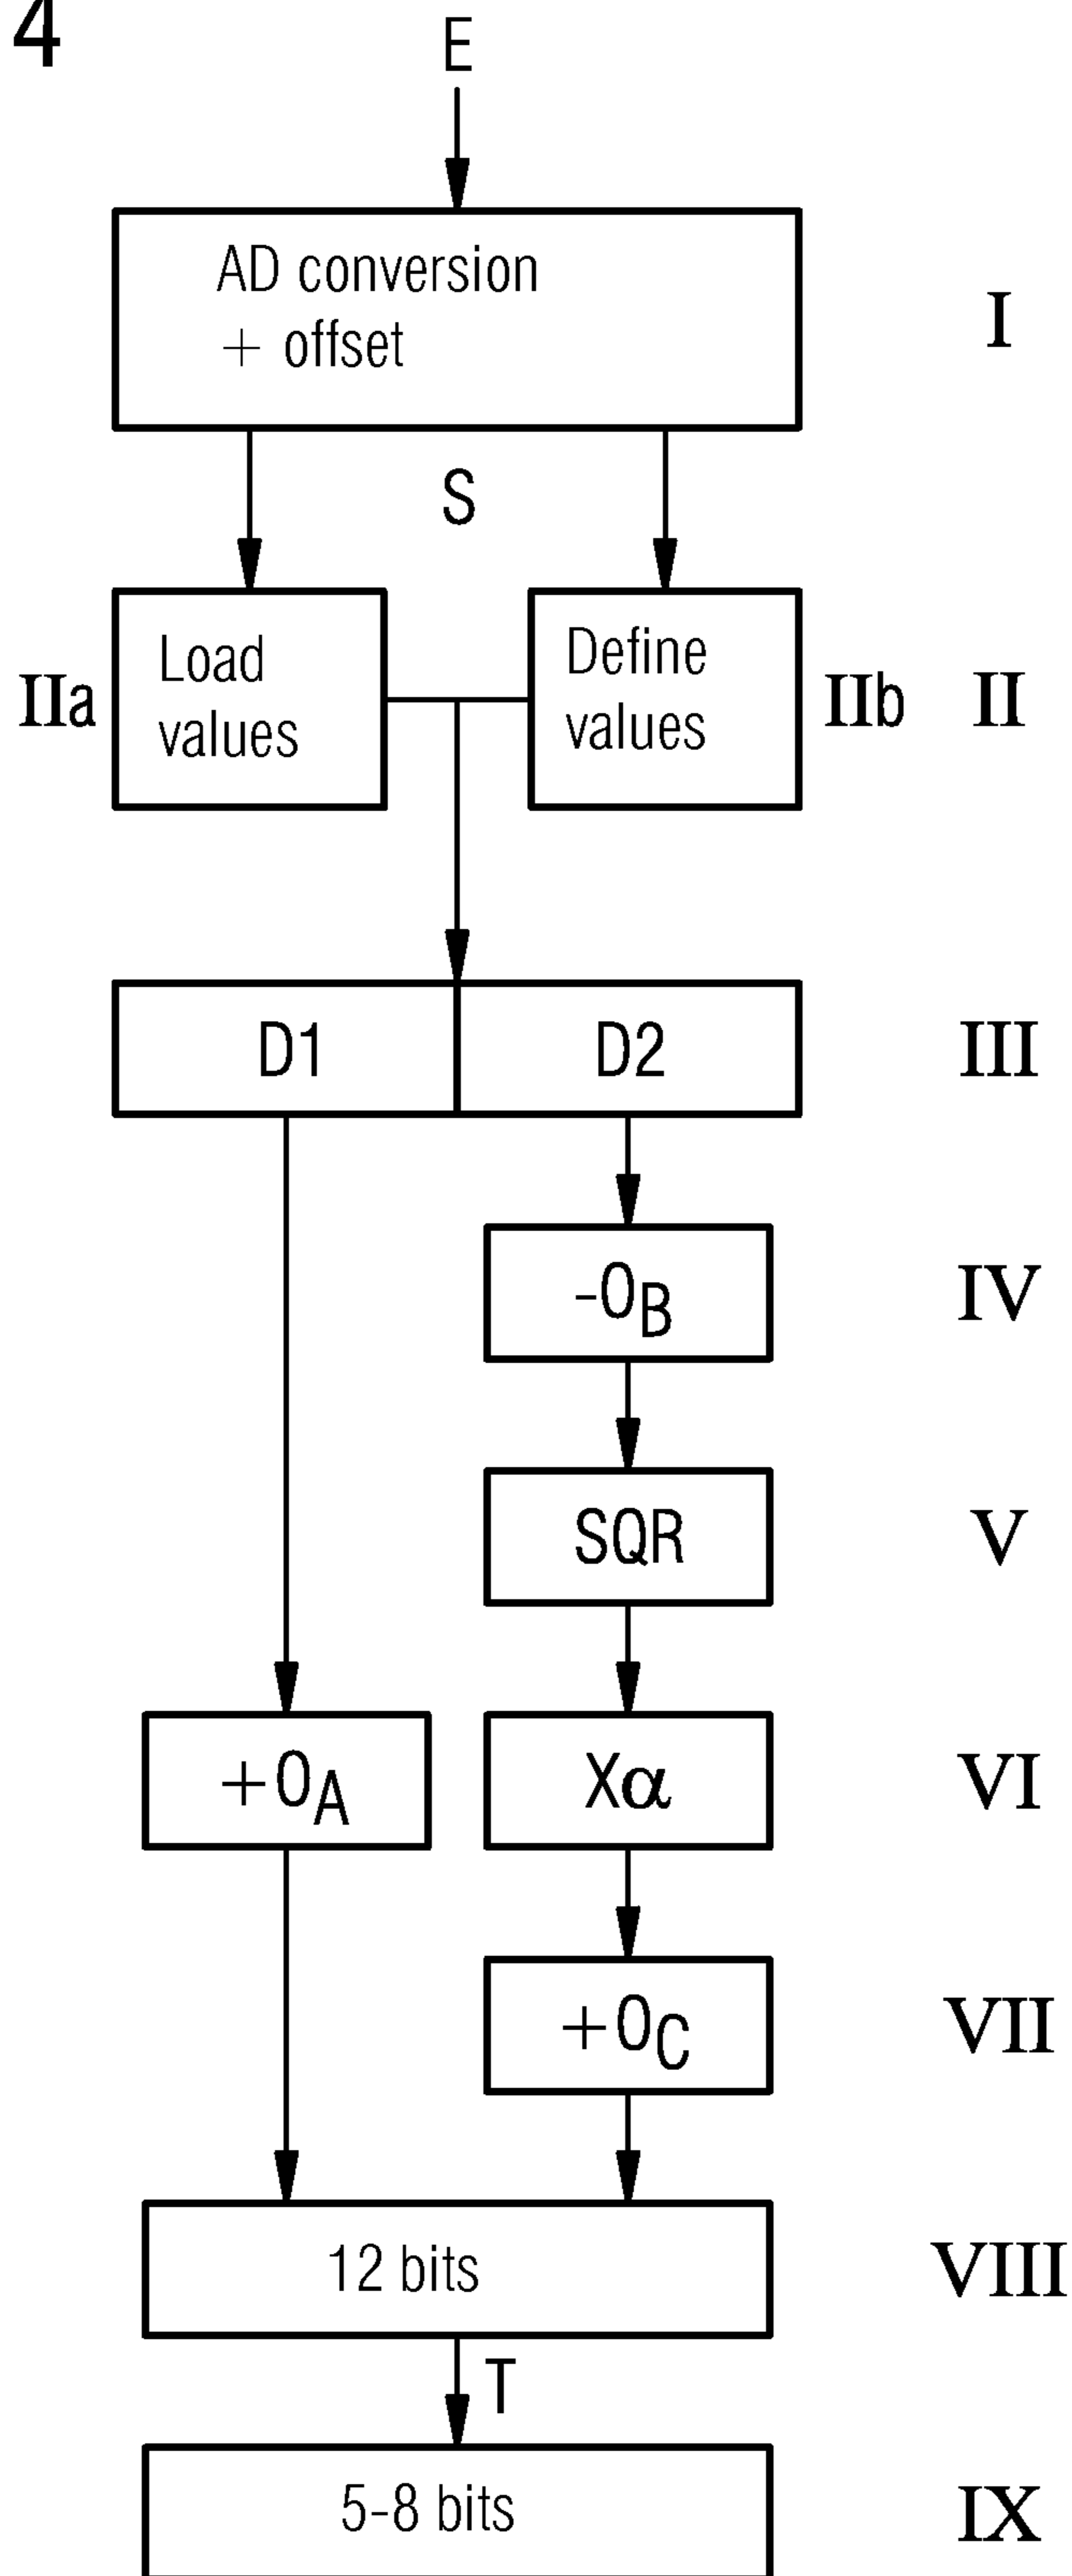 4
E
AD conversion
+ offset
I
S
Load
values
Define
values
IIa
IIb
II
D1
D2
III
-0B
IV
SQR
V
+0A
Xα
VI
+0C
VII
12 bits
VIII
T
5-8 bits
IX